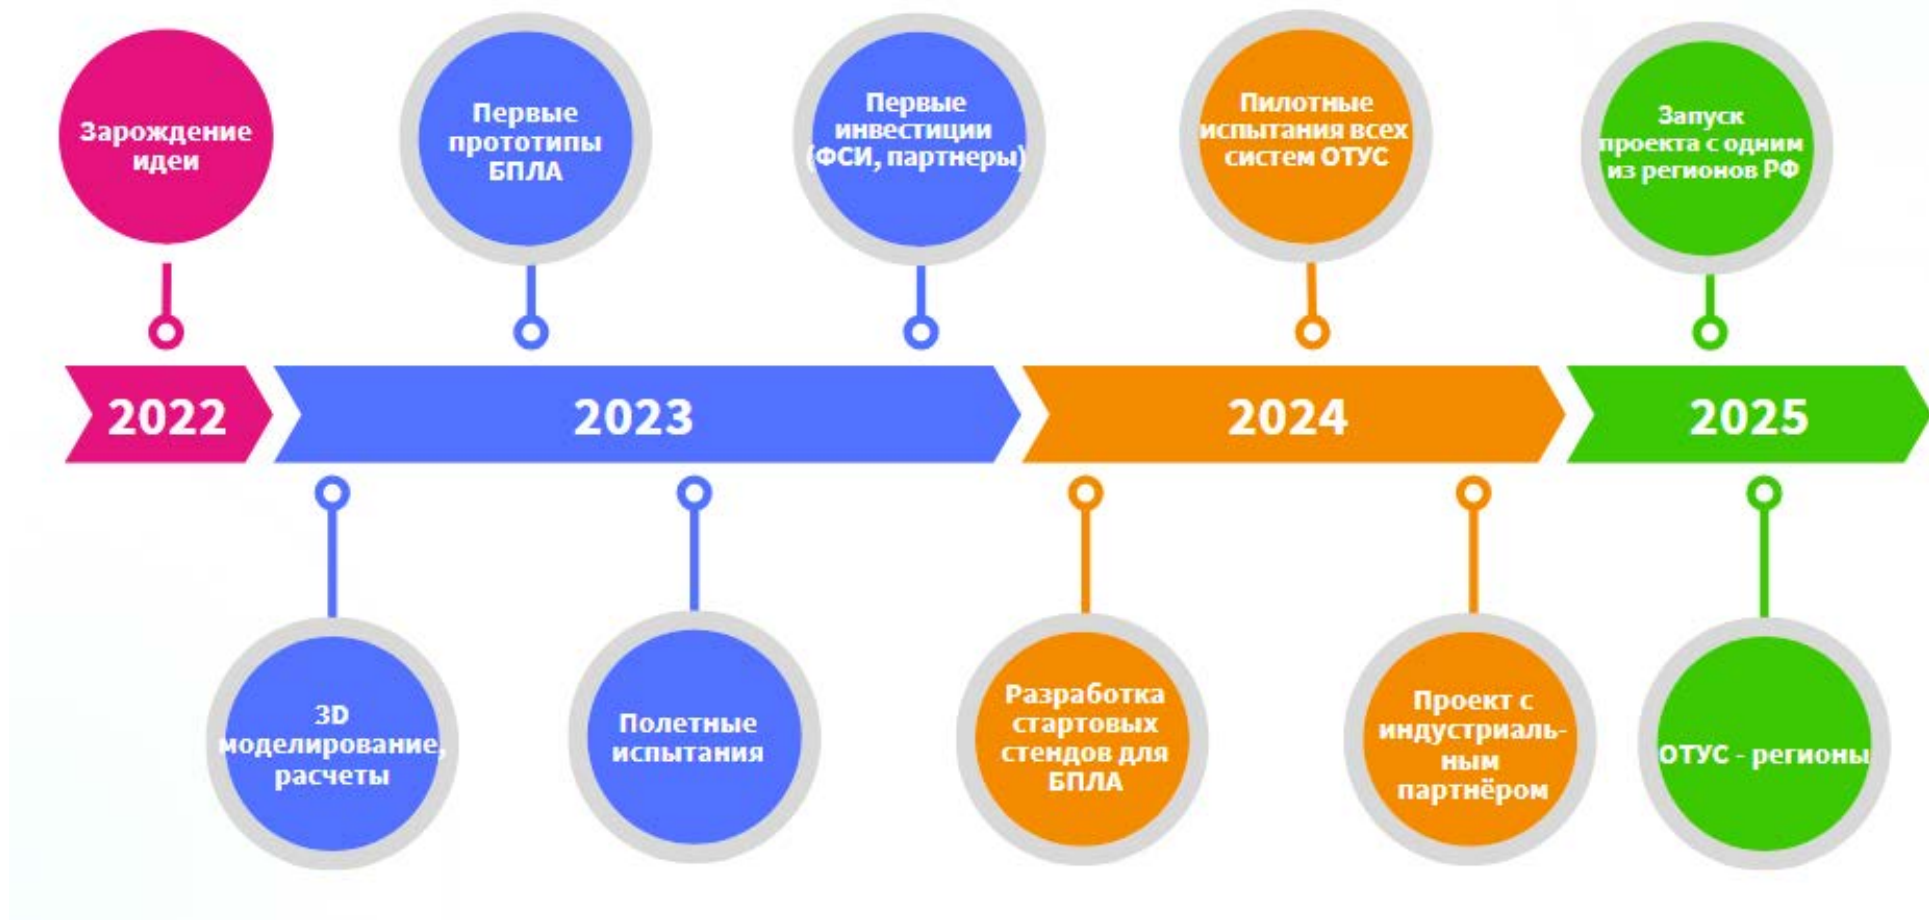 Зарождение
идеи
Первые
прототипы
БПЛА
Первые
инвестиции
(ФСИ, партнеры)
Пилотные
испытания всех
систем ОТУС
Запуск
проекта с одним
из регионов РФ
2022
2023
2024
2025
3D
моделирование,
расчеты
Полетные
испытания
Разработка
стартовых
стендов для
БПЛА
Проект с
индустриаль-
ным
партнёром
ОТУС - регионы